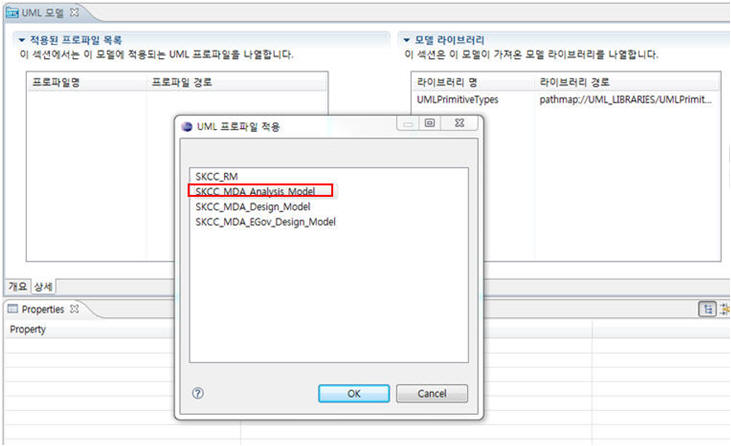 UML 모델
적용된 프로파일 목록
이 섹션에서는 이 모델에 적용되는 UML 프로파일을 나열합니다.
프로파일명 프로파일 경로
모델 라이브러리
이 섹션은 이 모델이 가져온 모델 라이브러리를 나열합니다.
라이브러리 명 라이브러리 경로
UMLPrimitiveTypes pathmap://UML_LIBRARIES/UMLPrimit...
UML 프로파일 적용
SKCC_RM
SKCC_MDA_Analysis_Model
SKCC_MDA_Design_Model
SKCC_MDA_EGov_Design_Model
OK Cancel
개요 상세
Properties
Property